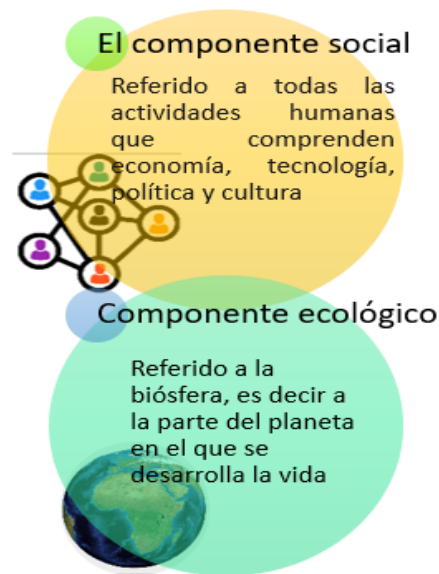 El componente social
Referido a todas las
actividades humanas
que comprenden
economía, tecnología,
política y cultura
Componente ecológico
Referido a la
biósfera, es decir a
la parte del planeta
en el que se
desarrolla la vida